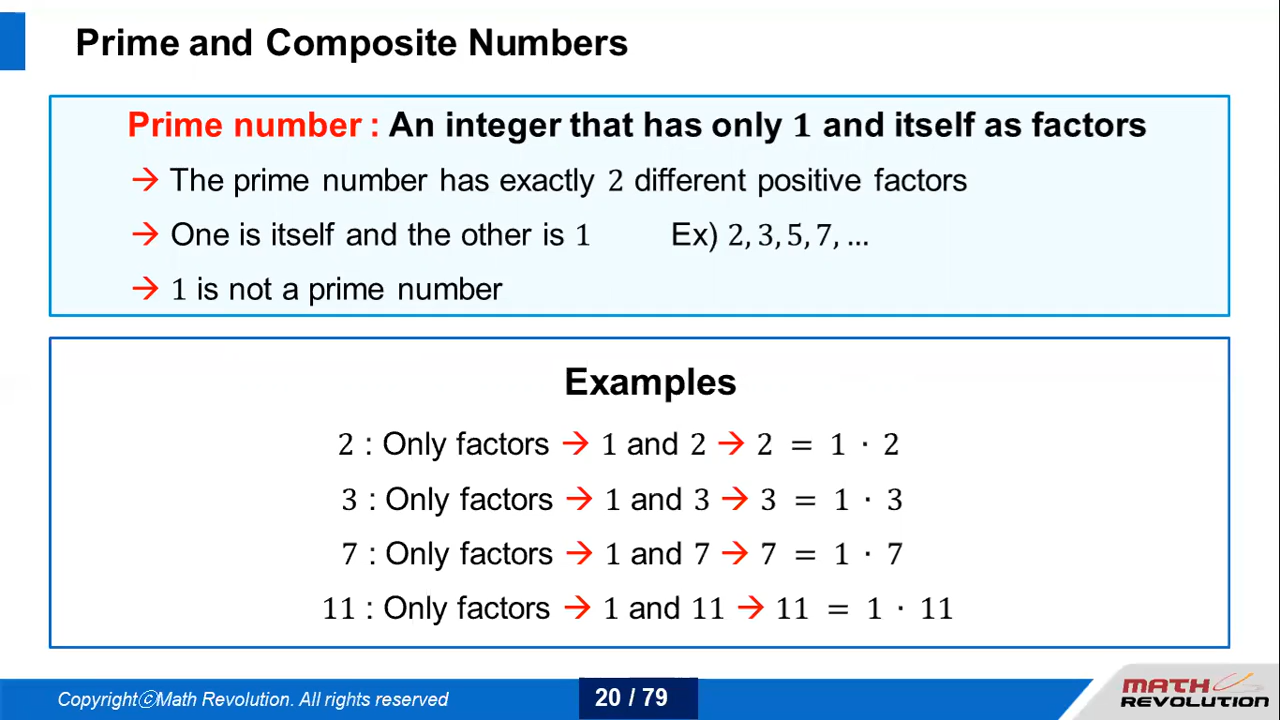 Prime and Composite Numbers
Prime number : An integer that has only 1 and itself as factors
→ The prime number has exactly 2 different positive factors
→ One is itself and the other is 1 Ex) 2, 3, 5, 7, ...
→ 1 is not a prime number
Examples
2 : Only factors → 1 and 2 → 2 = 1 · 2
3 : Only factors → 1 and 3 → 3 = 1 · 3
7 : Only factors → 1 and 7 → 7 = 1 · 7
11 : Only factors → 1 and 11 → 11 = 1 · 11
CopyrightⓒMath Revolution. All rights reserved
20 / 79
MATH
REVOLUTION